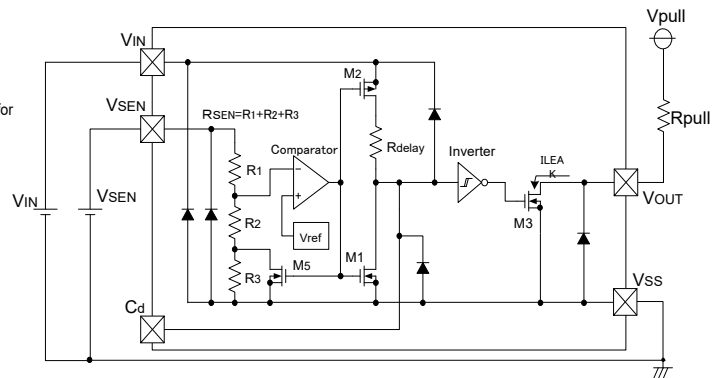 Vpull
VIN
M2
for
VSEN
RSEN=R1+R2+R3
Rpull
Comparator
Rdelay
Inverter
ILEA
K
R1
−
+
VIN
VSEN
R2
Vref
M3
VOUT
M5
M1
R3
VSS
Cd